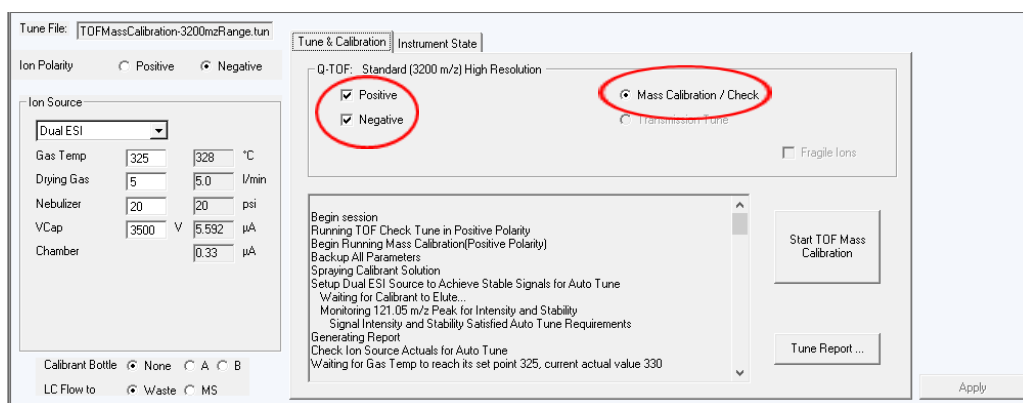 Tune File: TOFMassCalibration-3200mzRange.tun
Ion Polarity Positive Negative
Ion Source
Dual ESI
Gas Temp 325 328 °C
Drying Gas 5 5.0 l/min
Nebulizer 20 20 psi
VCap 3500 V 5.592 µA
Chamber 0.33 µA
Calibrant Bottle None A B
LC Flow to Waste MS
Tune & Calibration Instrument State
Q-TOF: Standard (3200 m/z) High Resolution
Positive Mass Calibration / Check
Negative Transmission Tune
Fragile Ions
Begin session
Running TOF Check Tune in Positive Polarity
Begin Running Mass Calibration(Positive Polarity)
Backup All Parameters
Spraying Calibrant Solution
Setup Dual ESI Source to Achieve Stable Signals for Auto Tune
Waiting for Calibrant to Elute...
Monitoring 121.05 m/z Peak for Intensity and Stability
Signal Intensity and Stability Satisfied Auto Tune Requirements
Generating Report
Check Ion Source Actuals for Auto Tune
Waiting for Gas Temp to reach its set point 325, current actual value 330
Start TOF Mass
Calibration
Tune Report ...
Apply